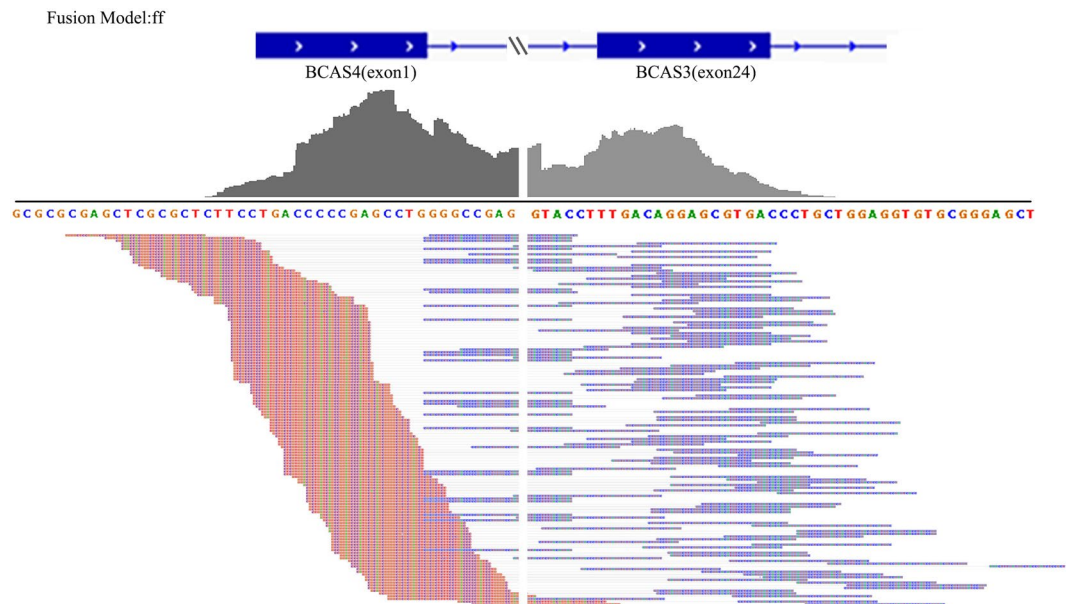 Fusion Model:ff
BCAS4(exon1) BCAS3(exon24)
GCGCGCGAGCTCGCGCTCTTCCTGACCCCCGAGCCTGGGGCCGAG GTACCTTTGACAGGAGCGTGACCCTGCTGGAGGTGTGCGGGAGCT